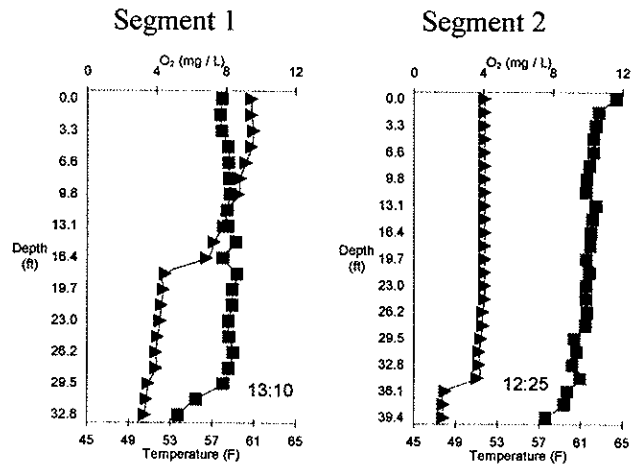 Segment 1
Segment 2
O₂ (mg / L)
0 4 8 12
O₂ (mg / L)
0 4 8 12
0.0
3.3
6.6
9.8
13.1
16.4
19.7
23.0
26.2
29.5
32.8
Depth
(ft)
13:10
45 49 53 57 61 65
Temperature (F)
0.0
3.3
6.6
9.8
13.1
16.4
19.7
23.0
26.2
29.5
32.8
36.1
39.4
Depth
(ft)
12:25
45 49 53 57 61 65
Temperature (F)